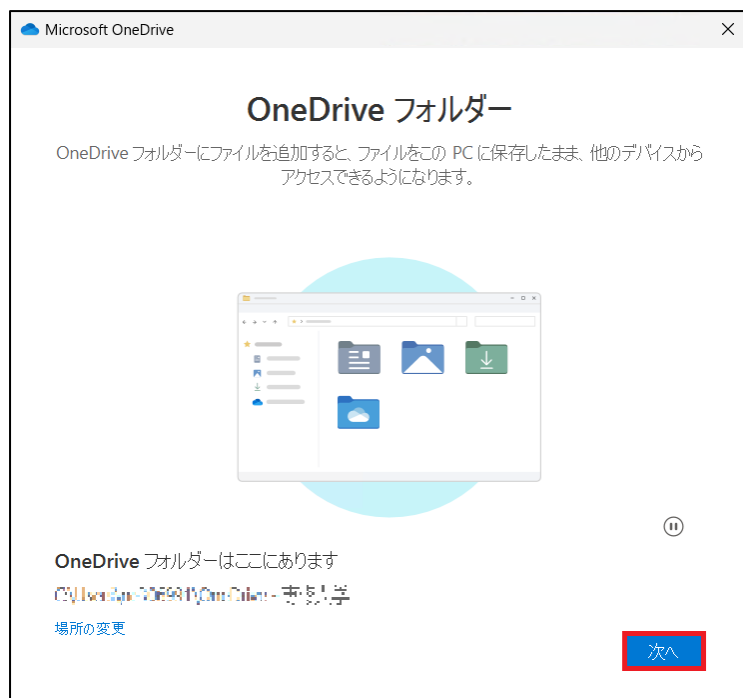 Microsoft OneDrive
OneDrive フォルダー
OneDrive フォルダーにファイルを追加すると、ファイルをこの PC に保存したまま、他のデバイスから
アクセスできるようになります。
OneDrive フォルダーはここにあります
場所の変更
次へ